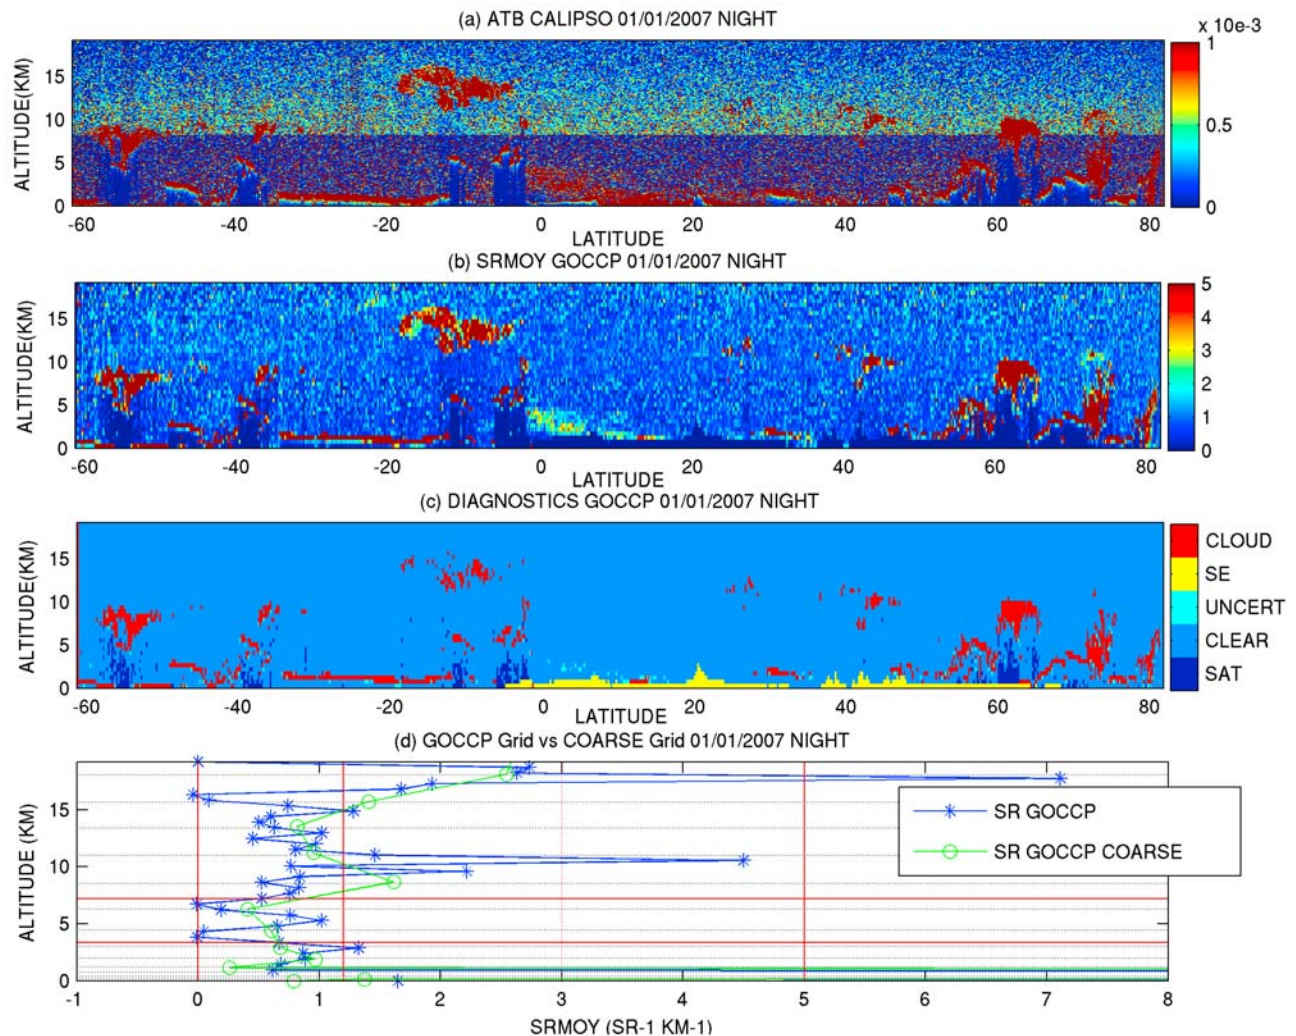 (a) ATB CALIPSO 01/01/2007 NIGHT
x 10e-3
ALTITUDE(KM)
15
10
5
0
1
0.5
0
-60 -40 -20 0 20 40 60 80
LATITUDE
(b) SRMOY GOCCP 01/01/2007 NIGHT
ALTITUDE(KM)
15
10
5
0
5
4
3
2
1
0
-60 -40 -20 0 20 40 60 80
LATITUDE
(c) DIAGNOSTICS GOCCP 01/01/2007 NIGHT
ALTITUDE(KM)
15
10
5
0
CLOUD
SE
UNCERT
CLEAR
SAT
-60 -40 -20 0 20 40 60 80
LATITUDE
(d) GOCCP Grid vs COARSE Grid 01/01/2007 NIGHT
ALTITUDE (KM)
15
10
5
0
SR GOCCP
SR GOCCP COARSE
-1 0 1 2 3 4 5 6 7 8
SRMOY (SR-1 KM-1)